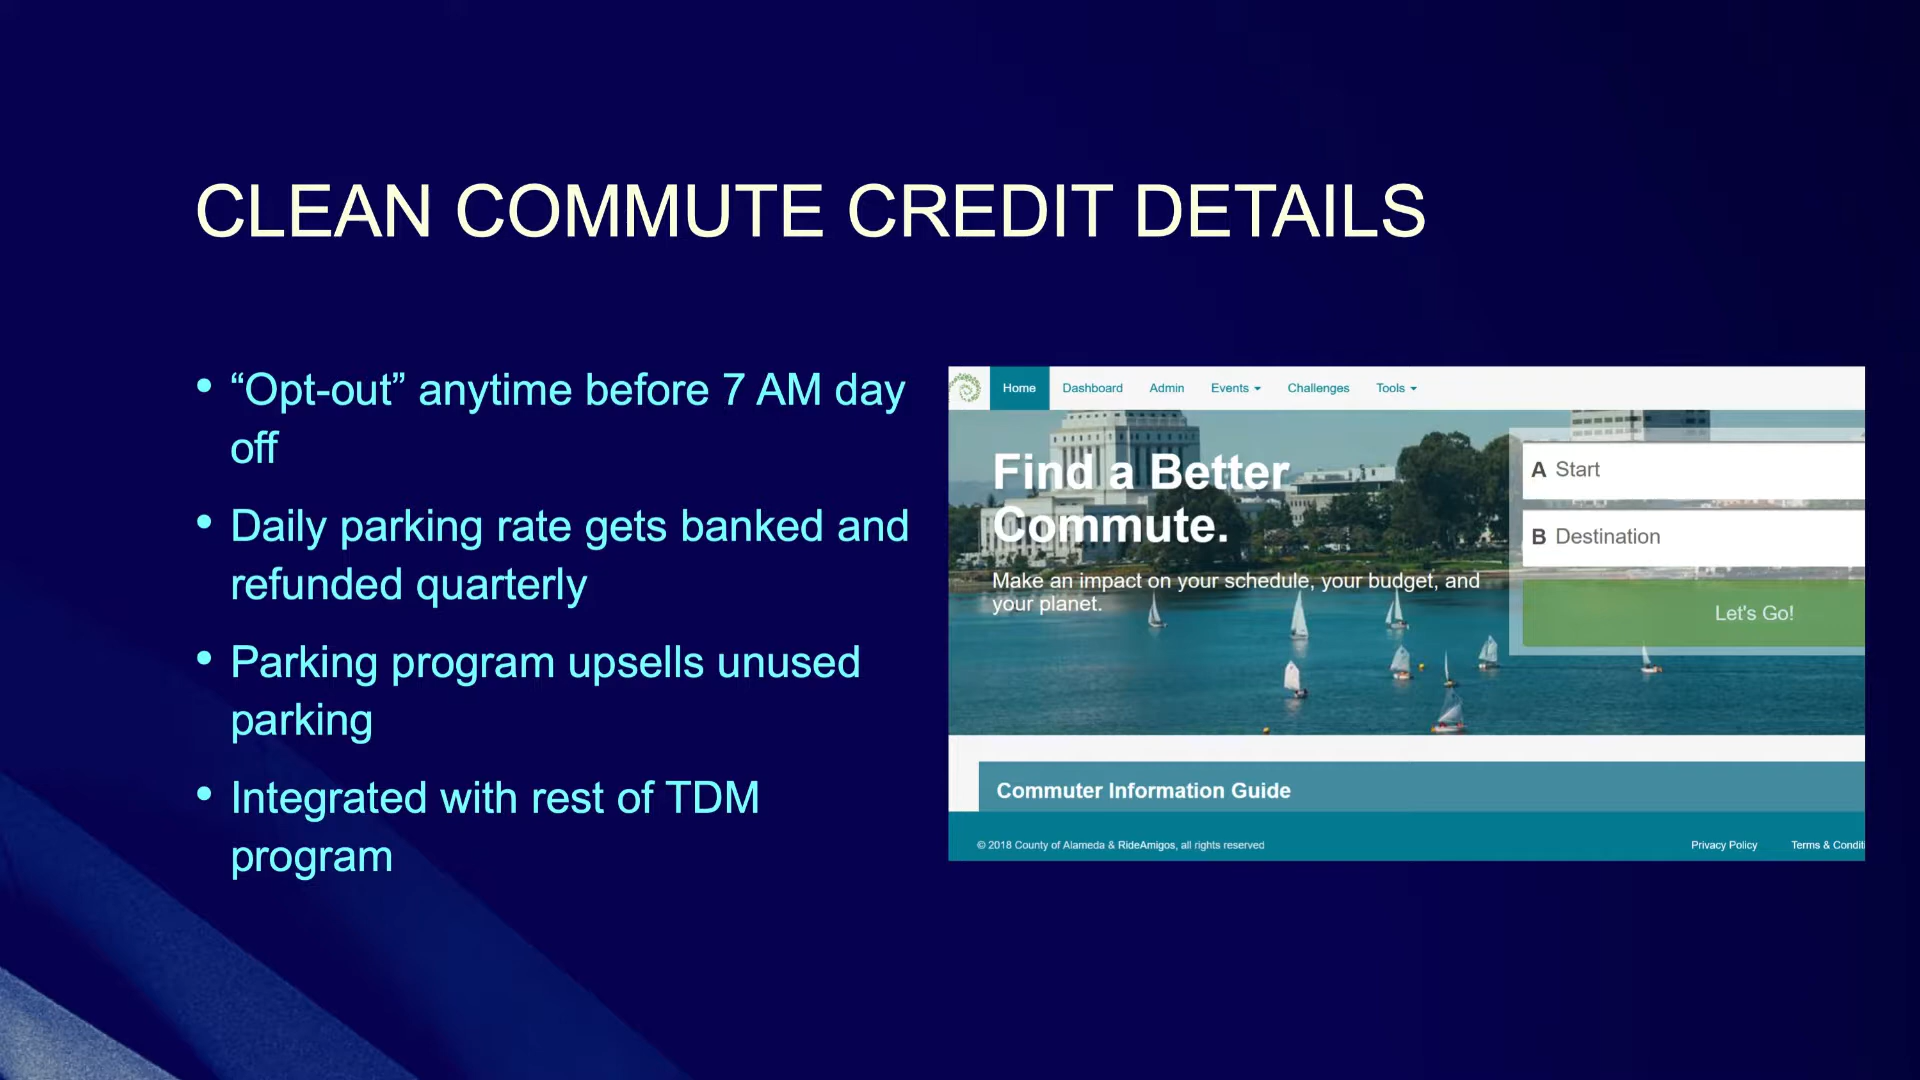 CLEAN COMMUTE CREDIT DETAILS
• “Opt-out” anytime before 7 AM day
off
• Daily parking rate gets banked and
refunded quarterly
• Parking program upsells unused
parking
• Integrated with rest of TDM
program
Home Dashboard Admin Events Challenges Tools
Find a Better
Commute.
Make an impact on your schedule, your budget, and
your planet.
A Start
B Destination
Let's Go!
Commuter Information Guide
© 2018 County of Alameda & RideAmigos, all rights reserved
Privacy Policy Terms & Conditi